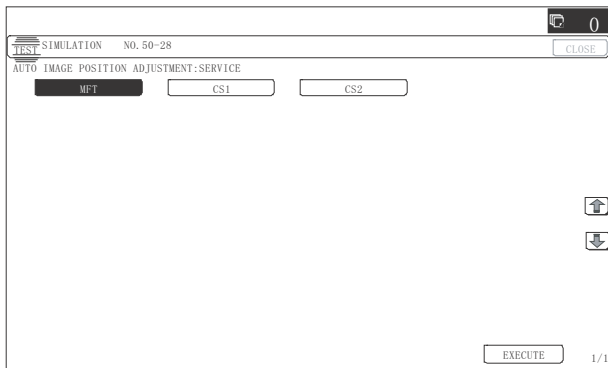 0
TEST SIMULATION NO.50-28 CLOSE
AUTO IMAGE POSITION ADJUSTMENT:SERVICE
MFT CS1 CS2
EXECUTE 1/1